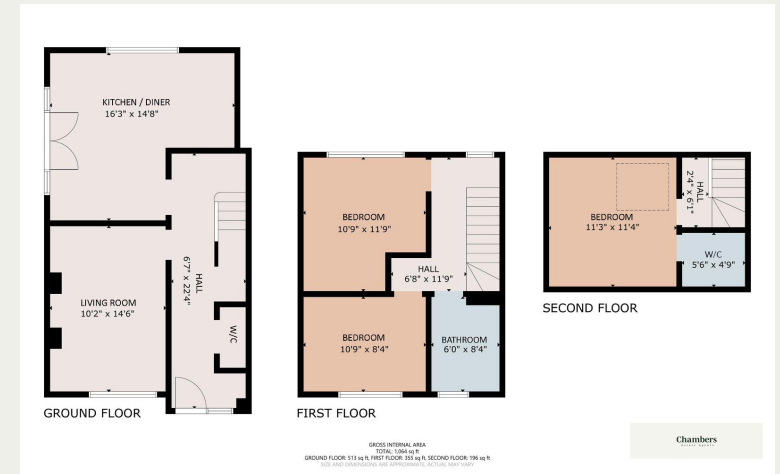 KITCHEN / DINER
16'3" x 14'8"
HALL
6'7" x 22'4"
LIVING ROOM
10'2" x 14'6"
W/C
GROUND FLOOR
BEDROOM
10'9" x 11'9"
HALL
6'8" x 11'9"
BEDROOM
10'9" x 8'4"
BATHROOM
6'0" x 8'4"
FIRST FLOOR
BEDROOM
11'3" x 11'4"
HALL
2'4" x 6'1"
W/C
5'6" x 4'9"
SECOND FLOOR
GROSS INTERNAL AREA
TOTAL: 1,064 sq ft
GROUND FLOOR: 513 sq ft, FIRST FLOOR: 355 sq ft, SECOND FLOOR: 196 sq ft
SIZE AND DIMENSIONS ARE APPROXIMATE, ACTUAL MAY VARY
Chambers
Estate Agents